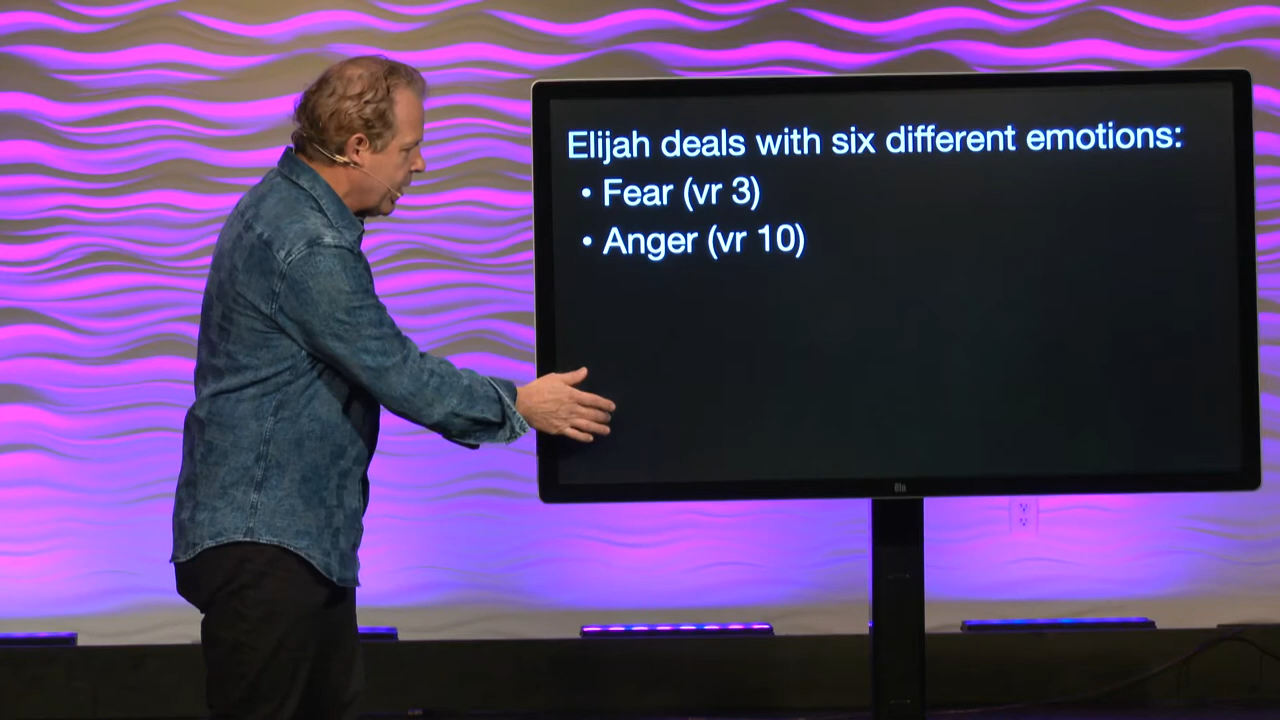 Elijah deals with six different emotions:
• Fear (vr 3)
• Anger (vr 10)